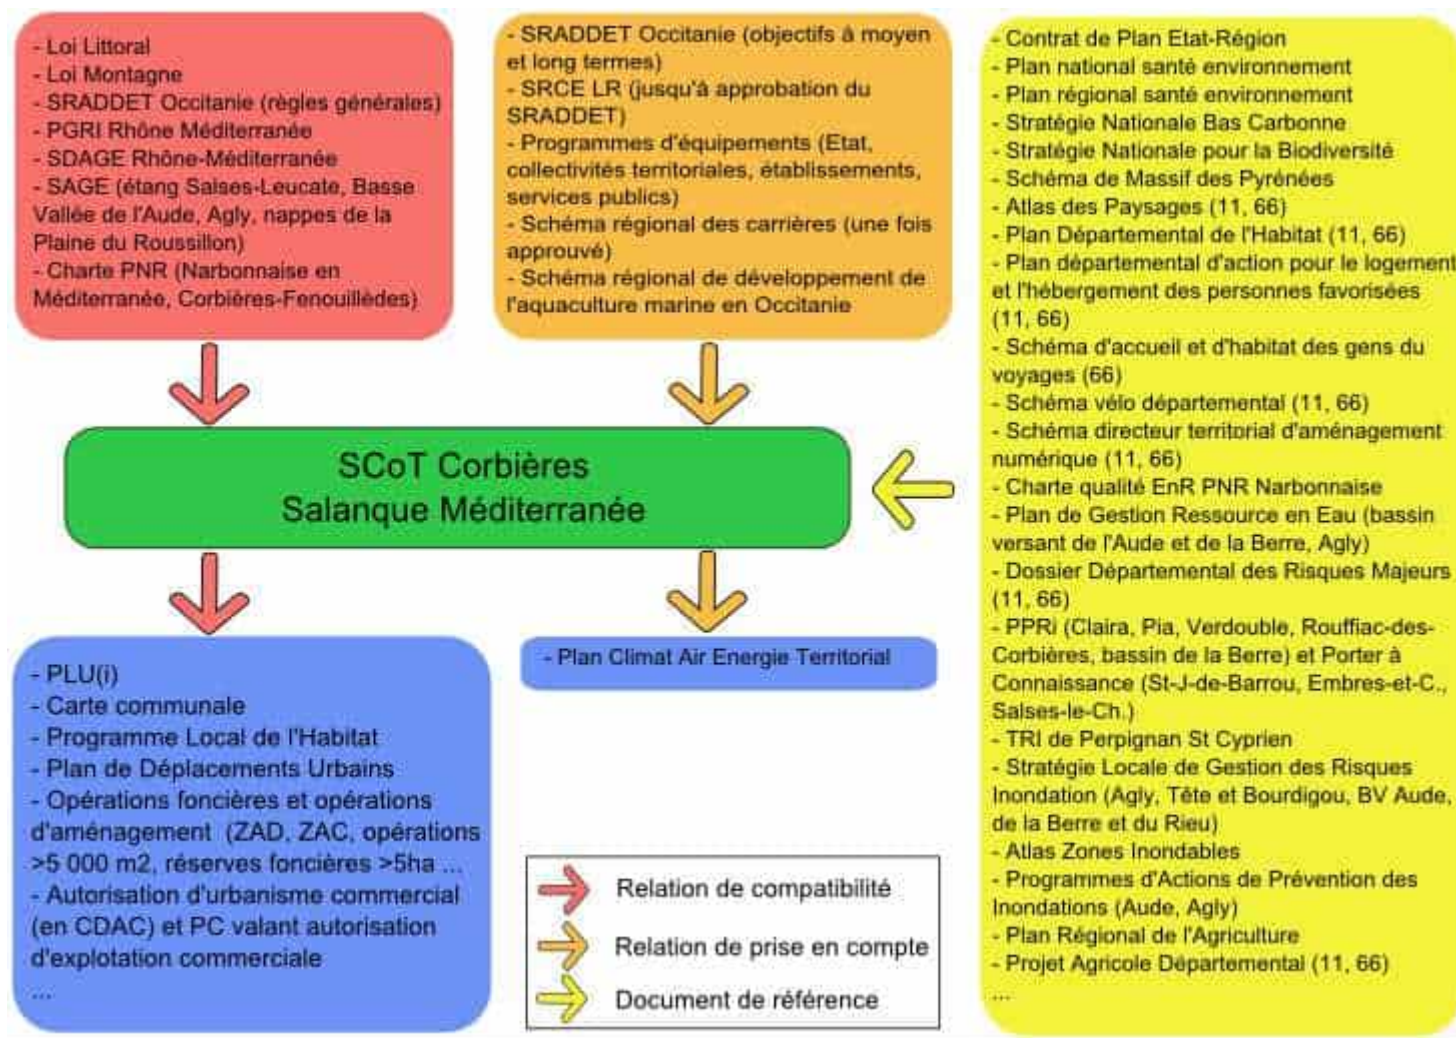 - Loi Littoral
- Loi Montagne
- SRADDET Occitanie (règles générales)
- PGRI Rhône Méditerranée
- SDAGE Rhône-Méditerranée
- SAGE (étang Salses-Leucate, Basse
Vallée de l'Aude, Agly, nappes de la
Plaine du Roussillon)
- Charte PNR (Narbonnaise en
Méditerranée, Corbières-Fenouillèdes)
- SRADDET Occitanie (objectifs à moyen
et long termes)
- SRCE LR (jusqu'à approbation du
SRADDET)
- Programmes d'équipements (Etat,
collectivités territoriales, établissements,
services publics)
- Schéma régional des carrières (une fois
approuvé)
- Schéma régional de développement de
l'aquaculture marine en Occitanie
- Contrat de Plan Etat-Région
- Plan national santé environnement
- Plan régional santé environnement
- Stratégie Nationale Bas Carbonne
- Stratégie Nationale pour la Biodiversité
- Schéma de Massif des Pyrénées
- Atlas des Paysages (11, 66)
- Plan Départemental de l'Habitat (11, 66)
- Plan départemental d'action pour le logement
et l'hébergement des personnes favorisées
(11, 66)
- Schéma d'accueil et d'habitat des gens du
voyages (66)
- Schéma vélo départemental (11, 66)
- Schéma directeur territorial d'aménagement
numérique (11, 66)
- Charte qualité EnR PNR Narbonnaise
- Plan de Gestion Ressource en Eau (bassin
versant de l'Aude et de la Berre, Agly)
- Dossier Départemental des Risques Majeurs
(11, 66)
- PPRi (Claira, Pia, Verdouble, Rouffiac-des-
Corbières, bassin de la Berre) et Porter à
Connaissance (St-J-de-Barrou, Embres-et-C.,
Salses-le-Ch.)
- TRI de Perpignan St Cyprien
- Stratégie Locale de Gestion des Risques
Inondation (Agly, Tête et Bourdigou, BV Aude,
de la Berre et du Rieu)
- Atlas Zones Inondables
- Programmes d'Actions de Prévention des
Inondations (Aude, Agly)
- Plan Régional de l'Agriculture
- Projet Agricole Départemental (11, 66)
...
SCoT Corbières
Salanque Méditerranée
- PLU(i)
- Carte communale
- Programme Local de l'Habitat
- Plan de Déplacements Urbains
- Opérations foncières et opérations
d'aménagement (ZAD, ZAC, opérations
>5 000 m2, réserves foncières >5ha ...
- Autorisation d'urbanisme commercial
(en CDAC) et PC valant autorisation
d'explotation commerciale
...
- Plan Climat Air Energie Territorial
Relation de compatibilité
Relation de prise en compte
Document de référence